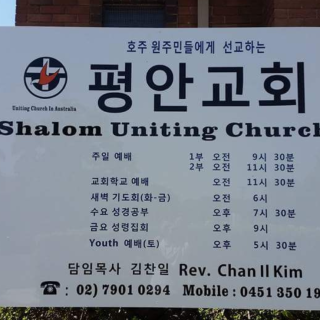 호주 원주민들에게 선교하는
평안교회
Uniting Church in Australia
Shalom Uniting Church
주일 예배 1부 오전 9시 30분
2부 오전 11시 30분
교회학교 예배 오전 11시 30분
새벽 기도회(화-금) 오전 6시
수요 성경공부 오후 7시 30분
금요 성령집회 오후 9시
Youth 예배(토) 오후 5시 30분
담임목사 김찬일 Rev. Chan Il Kim
☎ : 02) 7901 0294 Mobile : 0451 350 19